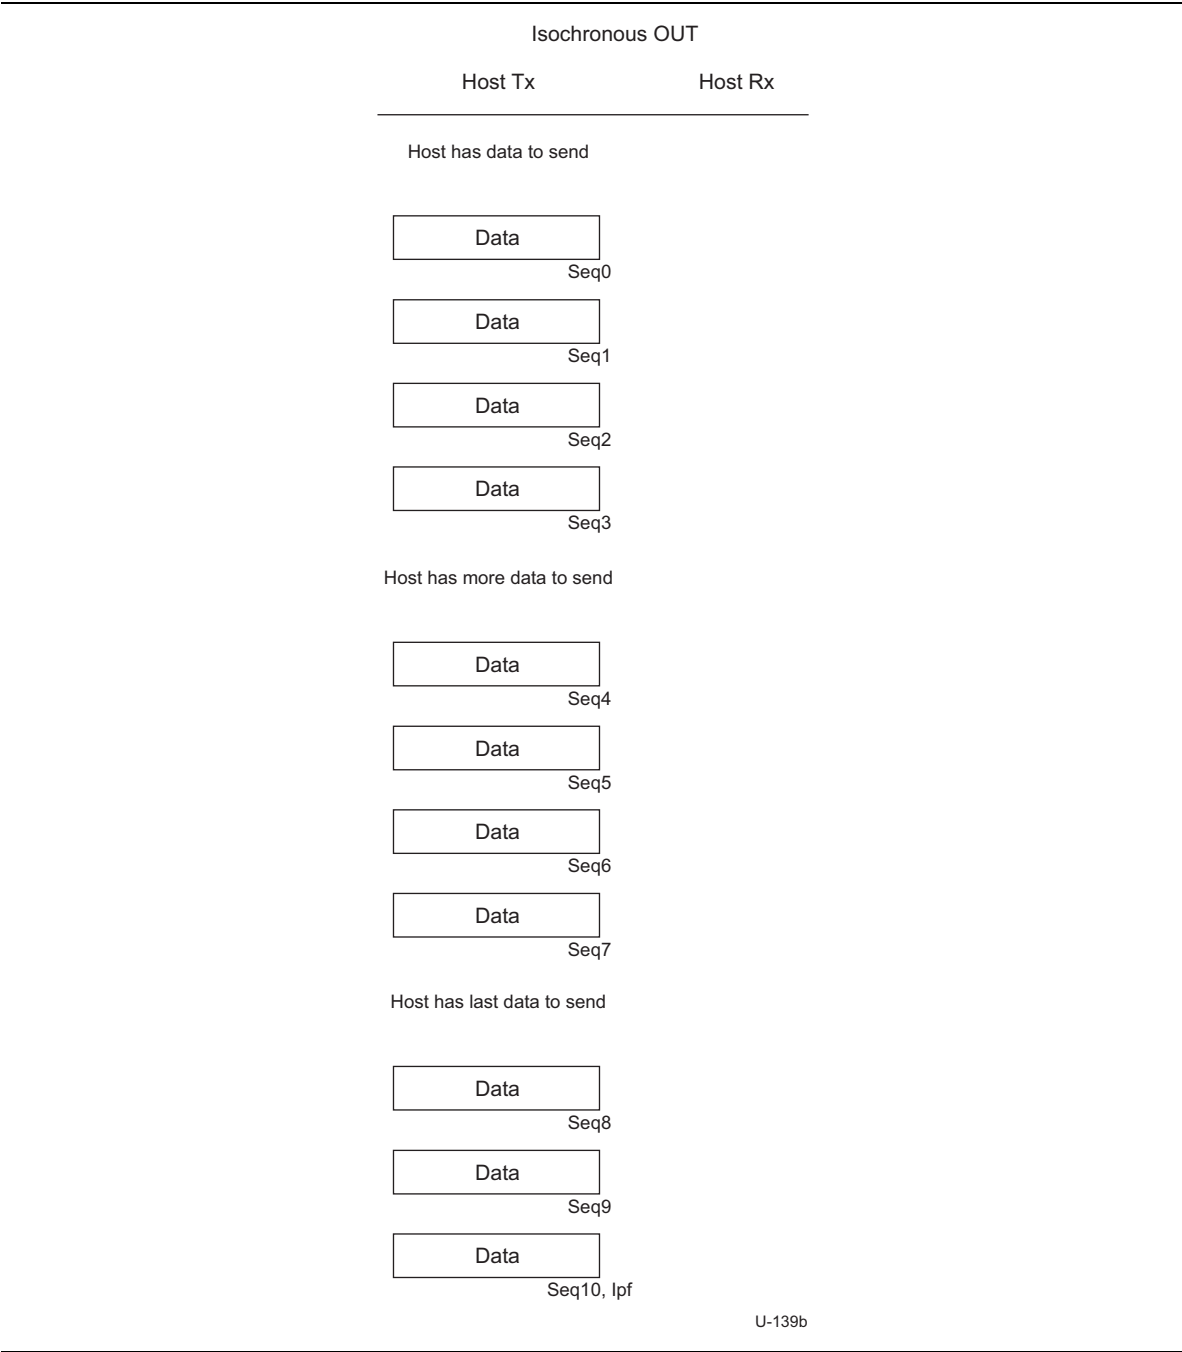 Isochronous OUT
Host Tx Host Rx
Host has data to send
Data
Seq0
Data
Seq1
Data
Seq2
Data
Seq3
Host has more data to send
Data
Seq4
Data
Seq5
Data
Seq6
Data
Seq7
Host has last data to send
Data
Seq8
Data
Seq9
Data
Seq10, lpf
U-139b